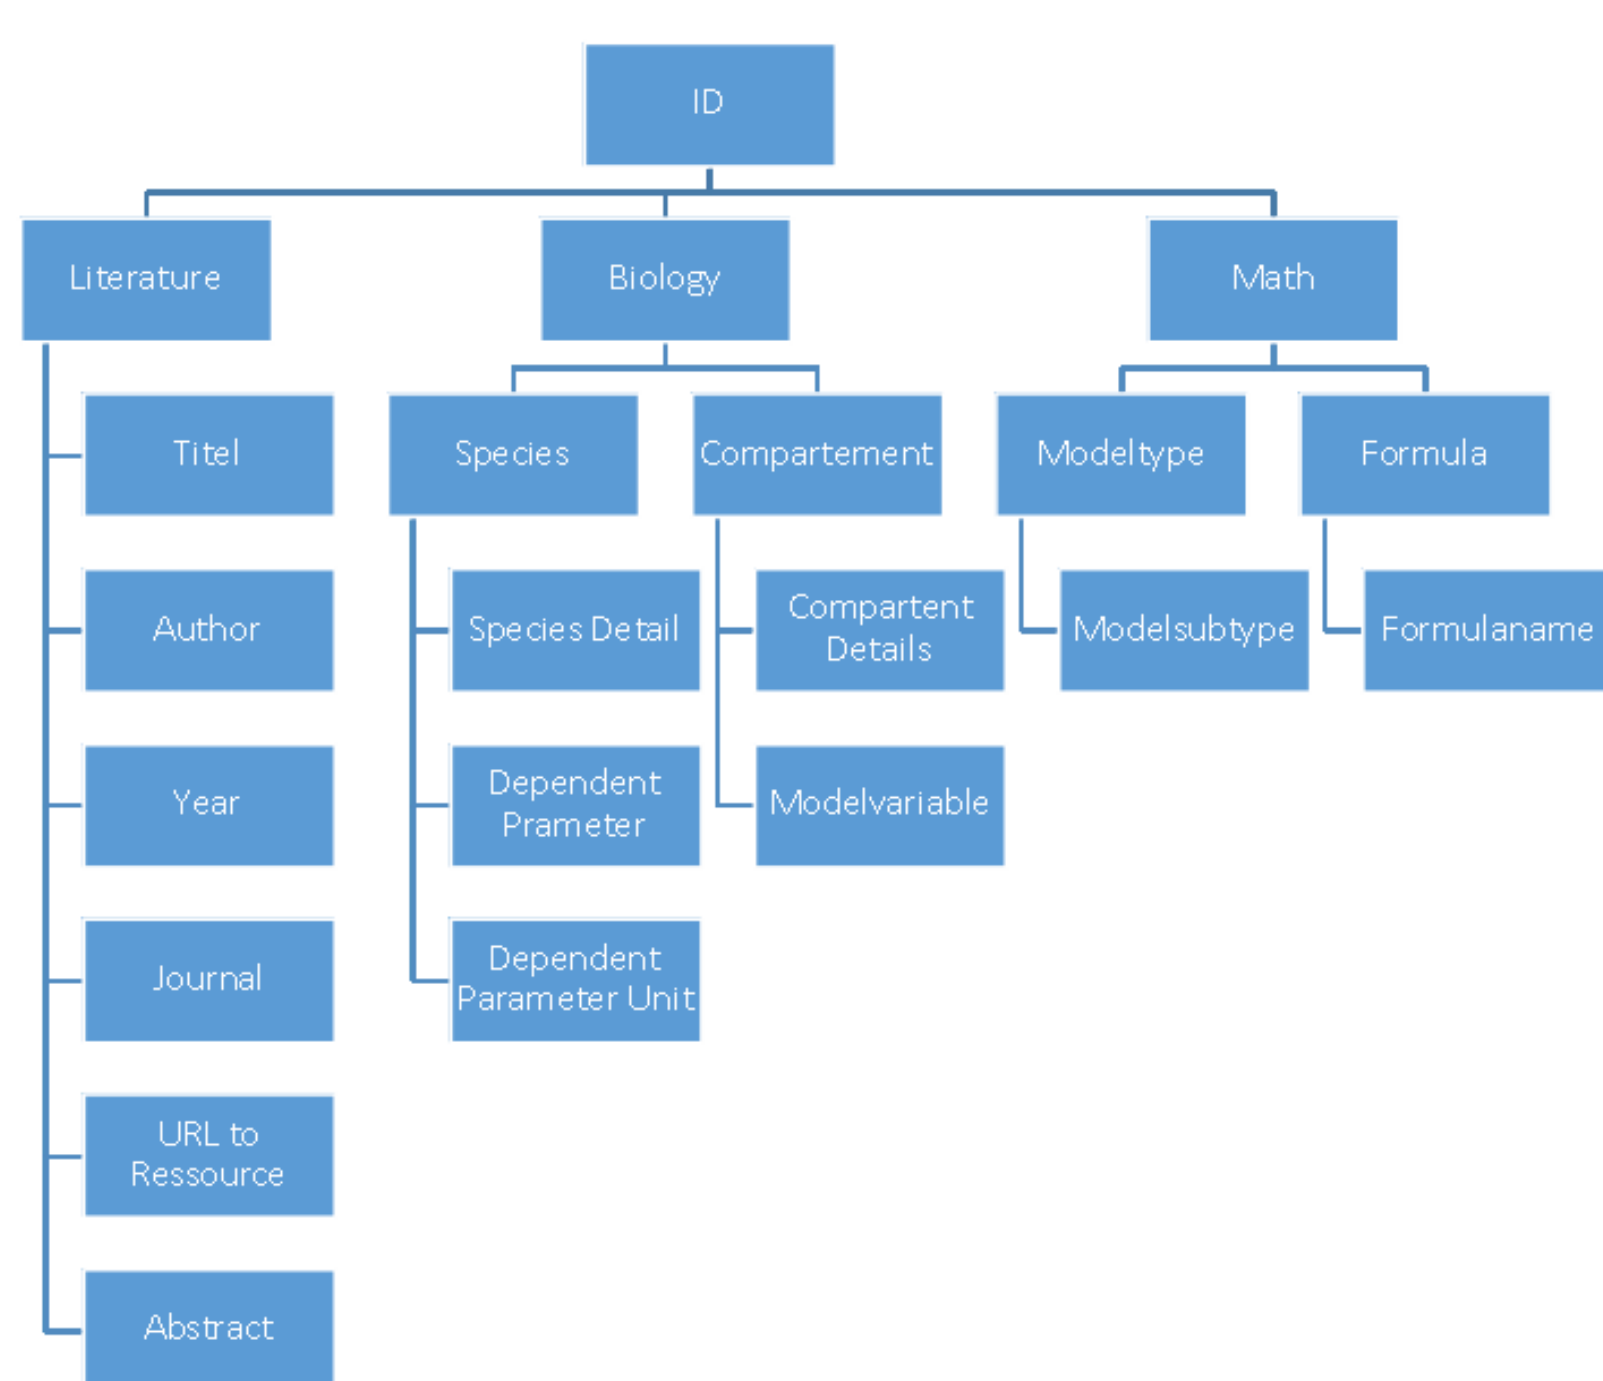 ID
Literature
Biology
Math
Titel
Species
Compartement
Modeltype
Formula
Author
Species Detail
Compartent
Details
Modelsubtype
Formulaname
Year
Dependent
Prameter
Modelvariable
Journal
Dependent
Parameter Unit
URL to
Ressource
Abstract